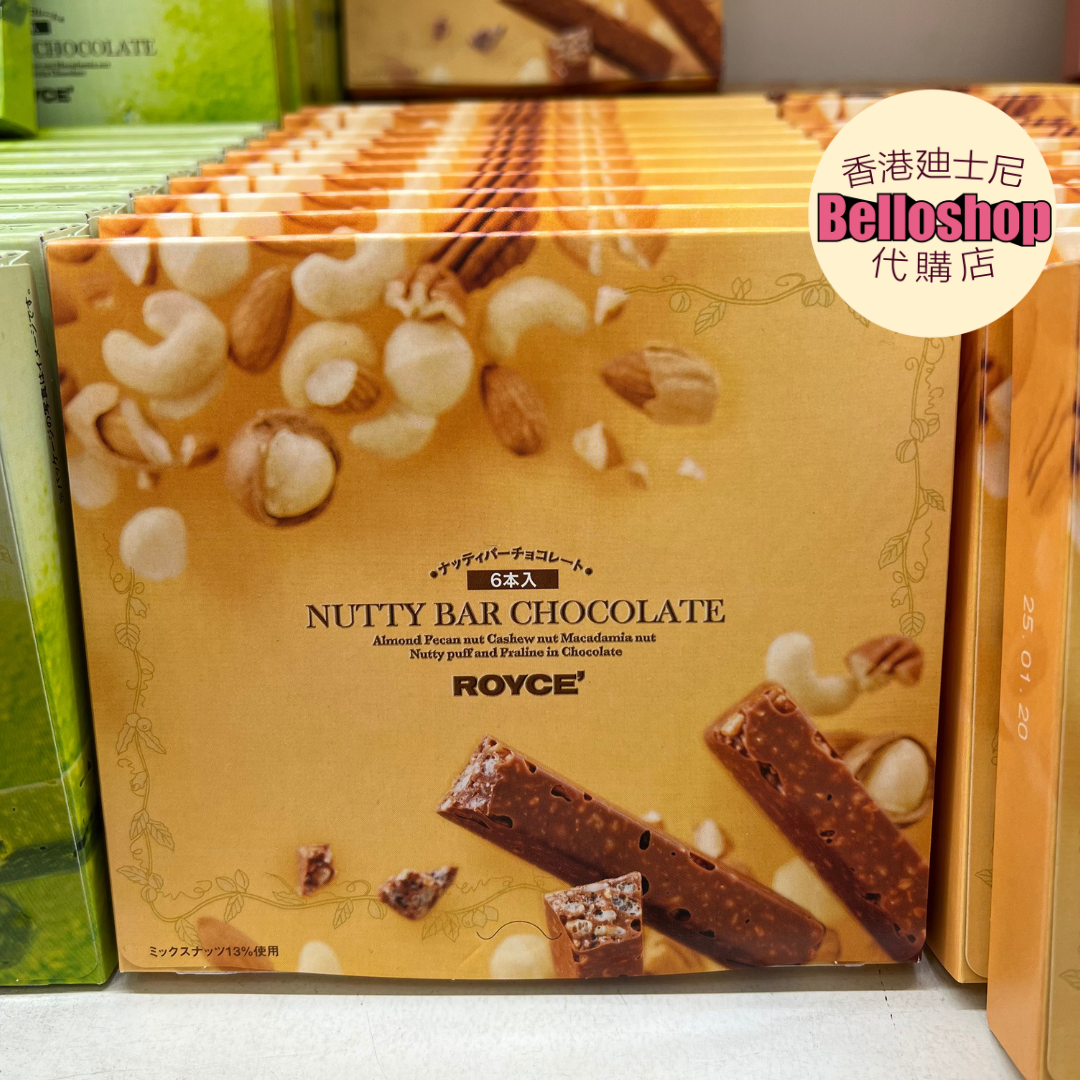 CHOCOLATE
香港廸士尼
Belloshop
代購店
ナッティバーチョコレート
6本入
NUTTY BAR CHOCOLATE
Almond Pecan nut Cashew nut Macadamia nut
Nutty puff and Praline in Chocolate
ROYCE'
25.01.20
ミックスナッツ13%使用